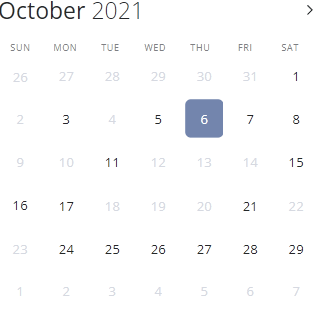 October 2021
SUN MON TUE WED THU FRI SAT
26 27 28 29 30 31 1
2 3 4 5 6 7 8
9 10 11 12 13 14 15
16 17 18 19 20 21 22
23 24 25 26 27 28 29
1 2 3 4 5 6 7